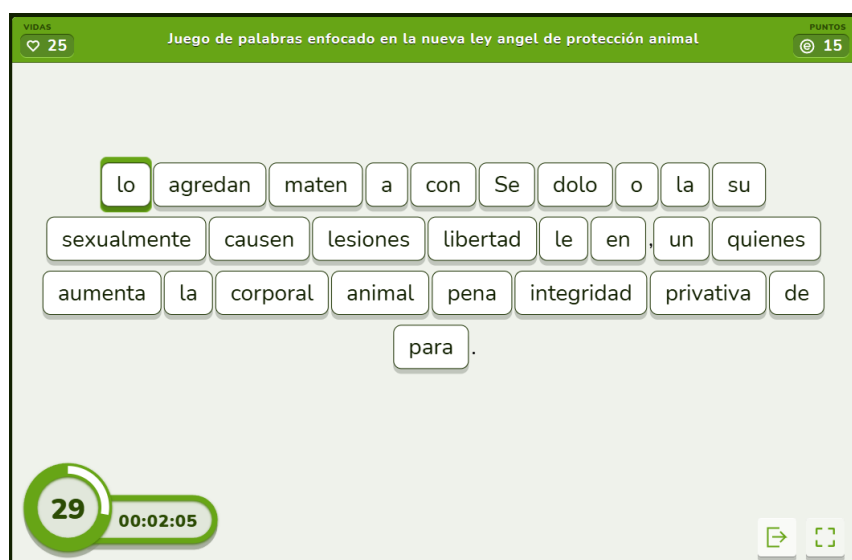 VIDAS
25
Juego de palabras enfocado en la nueva ley angel de protección animal
PUNTOS
15
lo agredan maten a con Se dolo o la su
sexualmente causen lesiones libertad le en , un quienes
aumenta la corporal animal pena integridad privativa de
para .
29
00:02:05